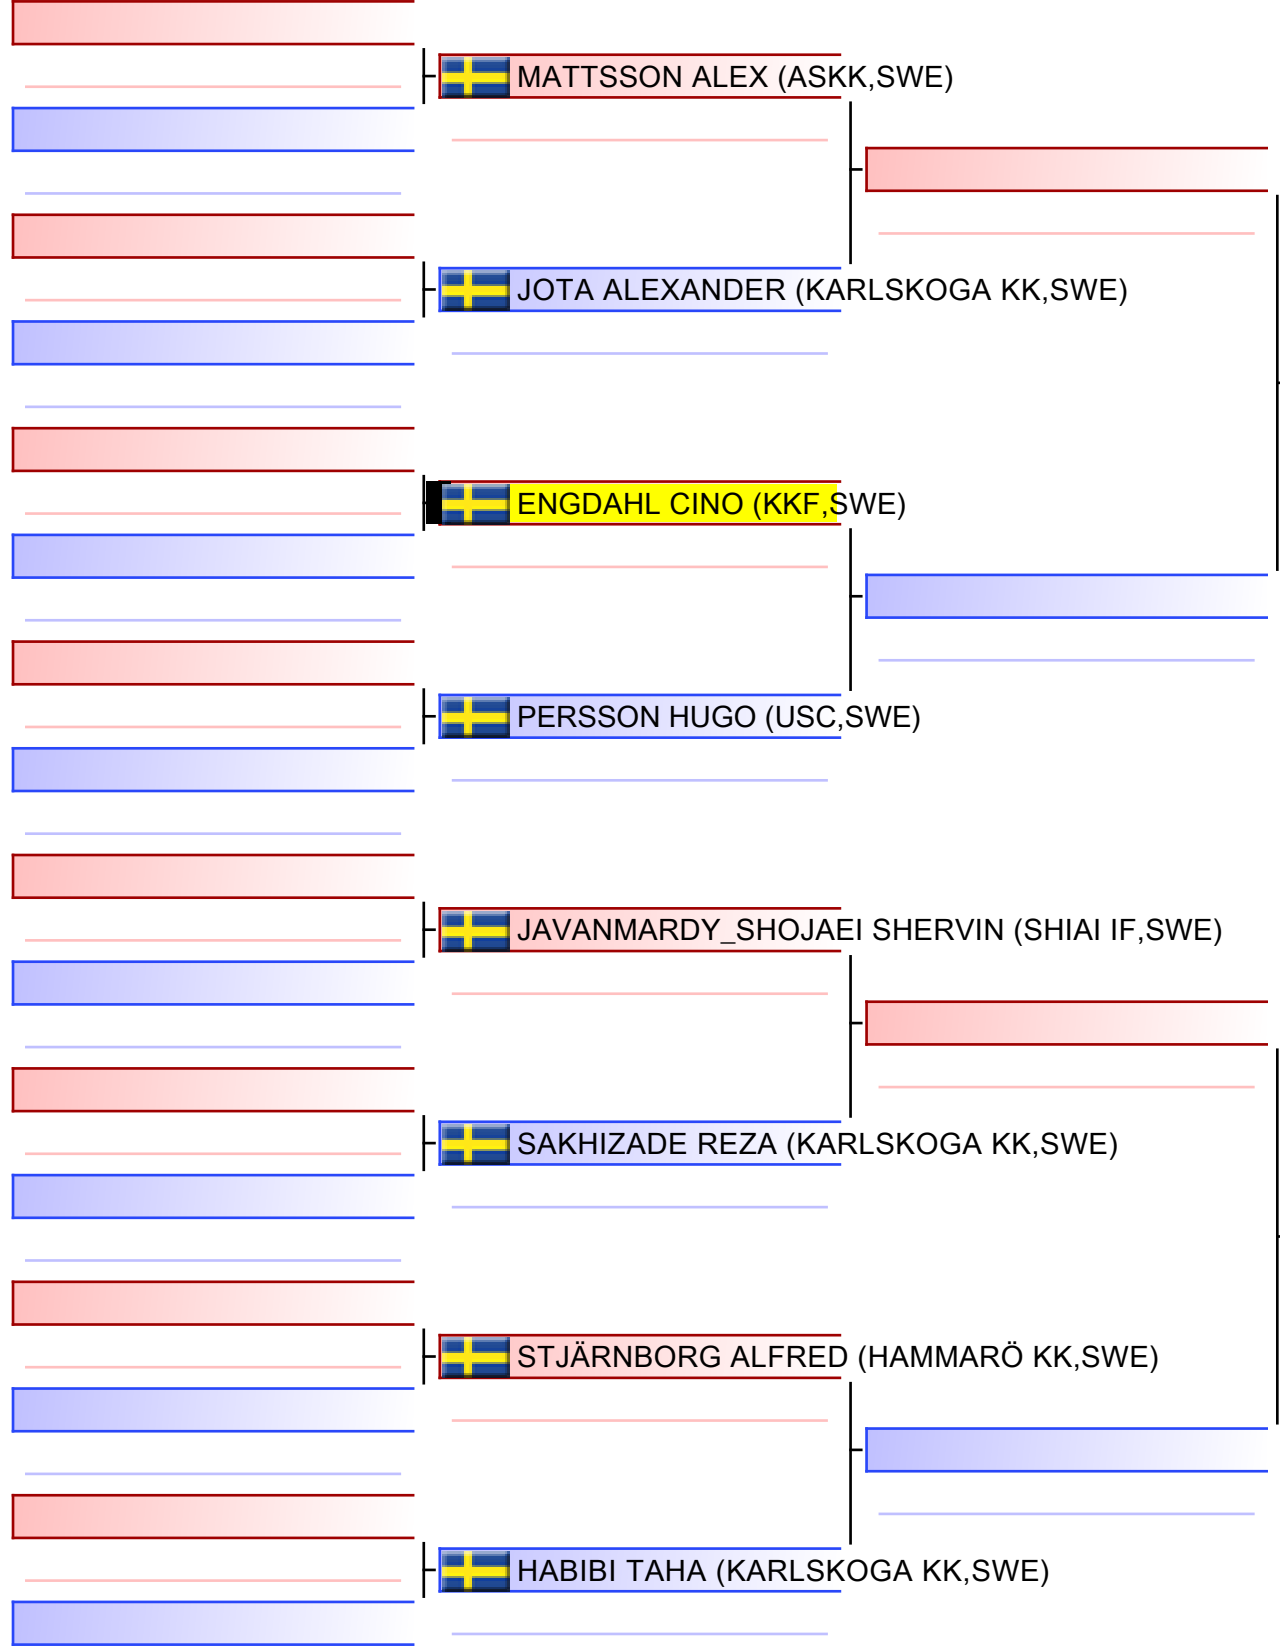 MATTSSON ALEX (ASKK,SWE)
JOTA ALEXANDER (KARLSKOGA KK,SWE)
ENGDAHL CINO (KKF,SWE)
PERSSON HUGO (USC,SWE)
JAVANMARDY_SHOJAEI SHERVIN (SHIAI IF,SWE)
SAKHIZADE REZA (KARLSKOGA KK,SWE)
STJÄRNBORG ALFRED (HAMMARÖ KK,SWE)
HABIBI TAHA (KARLSKOGA KK,SWE)